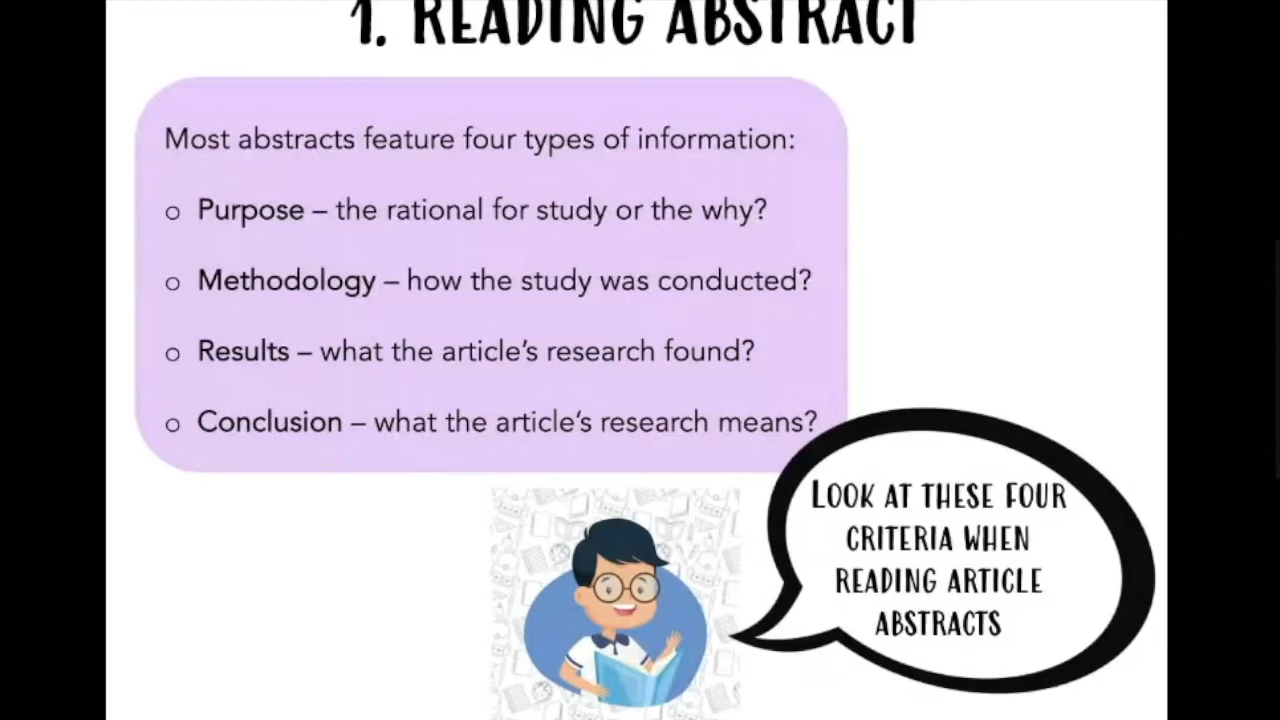 1. READING ABSTRACT
Most abstracts feature four types of information:
o Purpose – the rational for study or the why?
o Methodology – how the study was conducted?
o Results – what the article's research found?
o Conclusion – what the article's research means?
LOOK AT THESE FOUR
CRITERIA WHEN
READING ARTICLE
ABSTRACTS